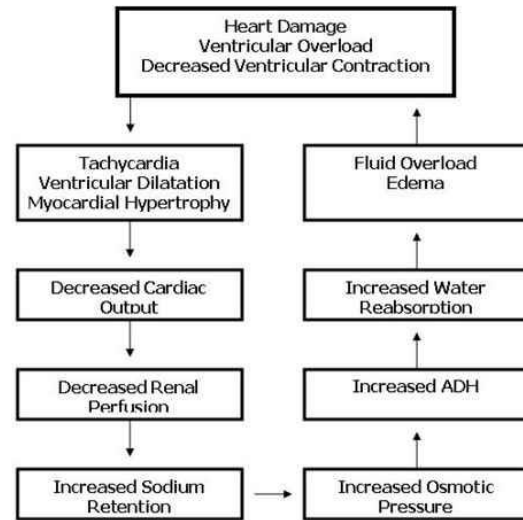 Heart Damage
Ventricular Overload
Decreased Ventricular Contraction
Tachycardia
Ventricular Dilatation
Myocardial Hypertrophy
Decreased Cardiac
Output
Decreased Renal
Perfusion
Increased Sodium
Retention
Increased Osmotic
Pressure
Increased ADH
Increased Water
Reabsorption
Fluid Overload
Edema